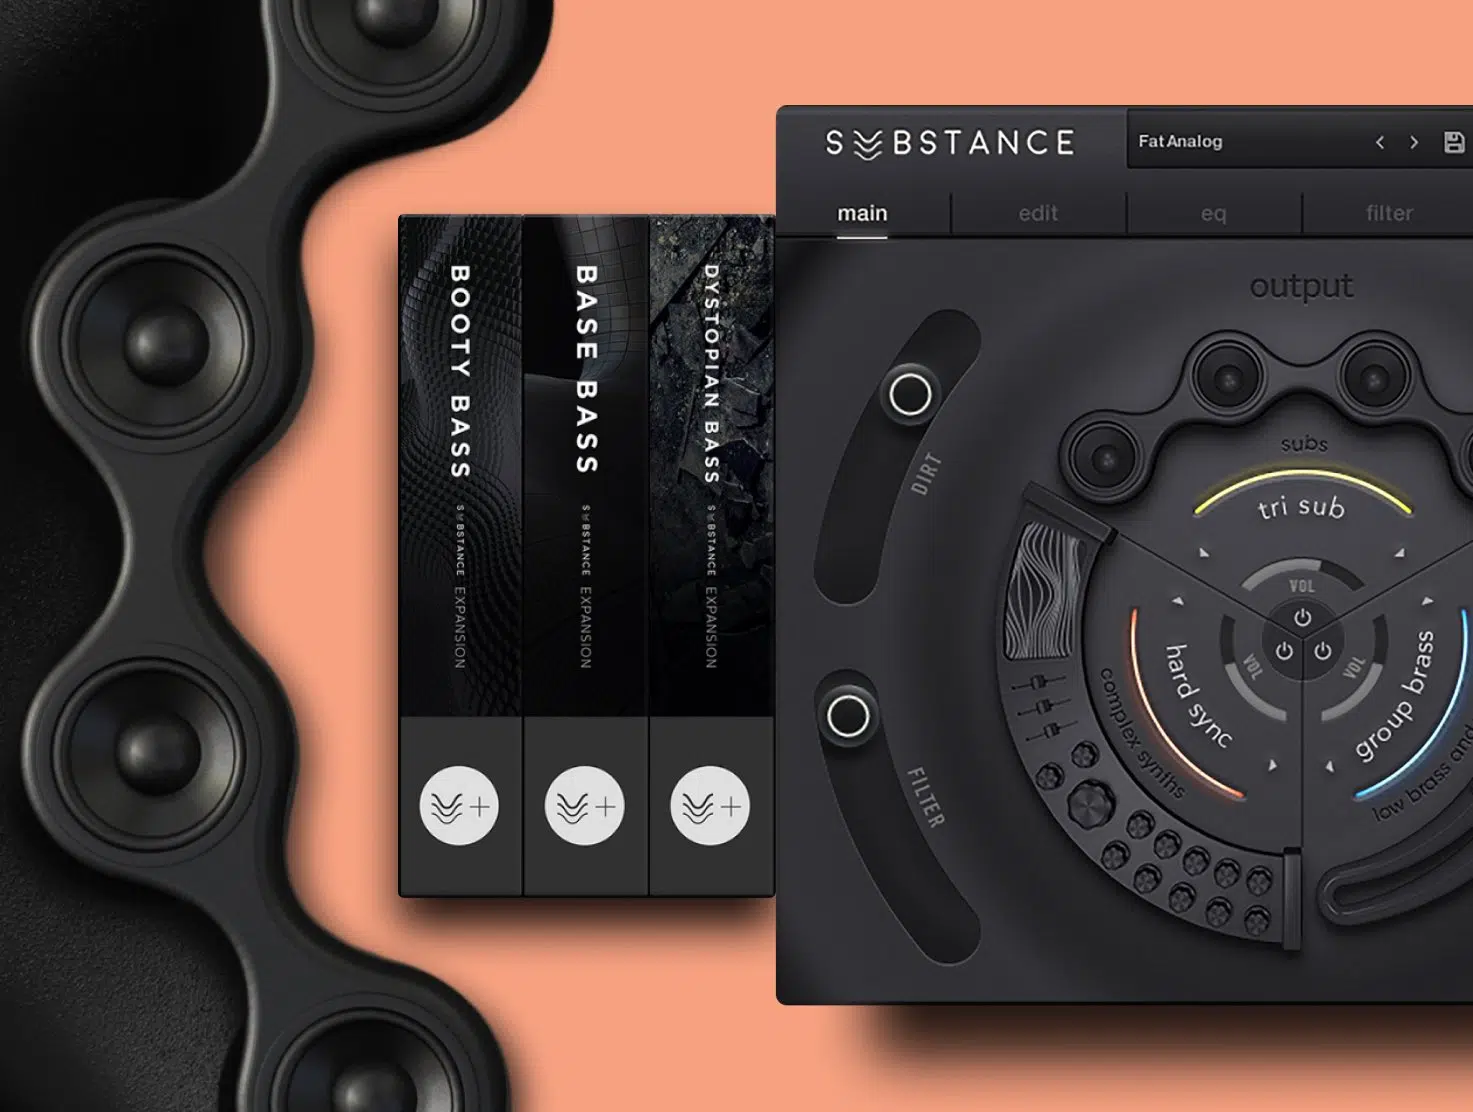 BOOTY BASS
SUBSTANCE EXPANSION
BASE BASS
SUBSTANCE EXPANSION
DYSTOPIAN BASS
SUBSTANCE EXPANSION
SUBSTANCE
Fat Analog
main
edit
eq
filter
output
DIRT
FILTER
subs
tri sub
VOL
hard sync
VOL
complex synths
group brass
VOL
low brass and